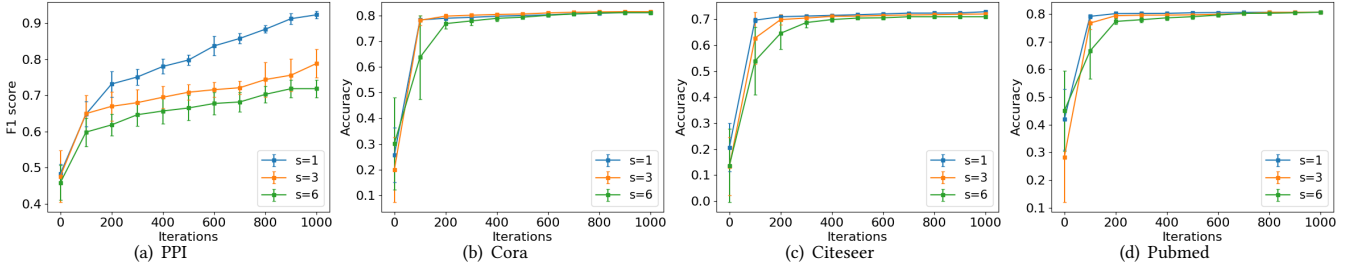 F1 score
0.9
0.8
0.7
0.6
0.5
0.4
s=1
s=3
s=6
0 200 400 600 800 1000
Iterations
(a) PPI
Accuracy
0.8
0.7
0.6
0.5
0.4
0.3
0.2
0.1
s=1
s=3
s=6
0 200 400 600 800 1000
Iterations
(b) Cora
Accuracy
0.7
0.6
0.5
0.4
0.3
0.2
0.1
0.0
s=1
s=3
s=6
0 200 400 600 800 1000
Iterations
(c) Citeseer
Accuracy
0.8
0.7
0.6
0.5
0.4
0.3
0.2
0.1
s=1
s=3
s=6
0 200 400 600 800 1000
Iterations
(d) Pubmed